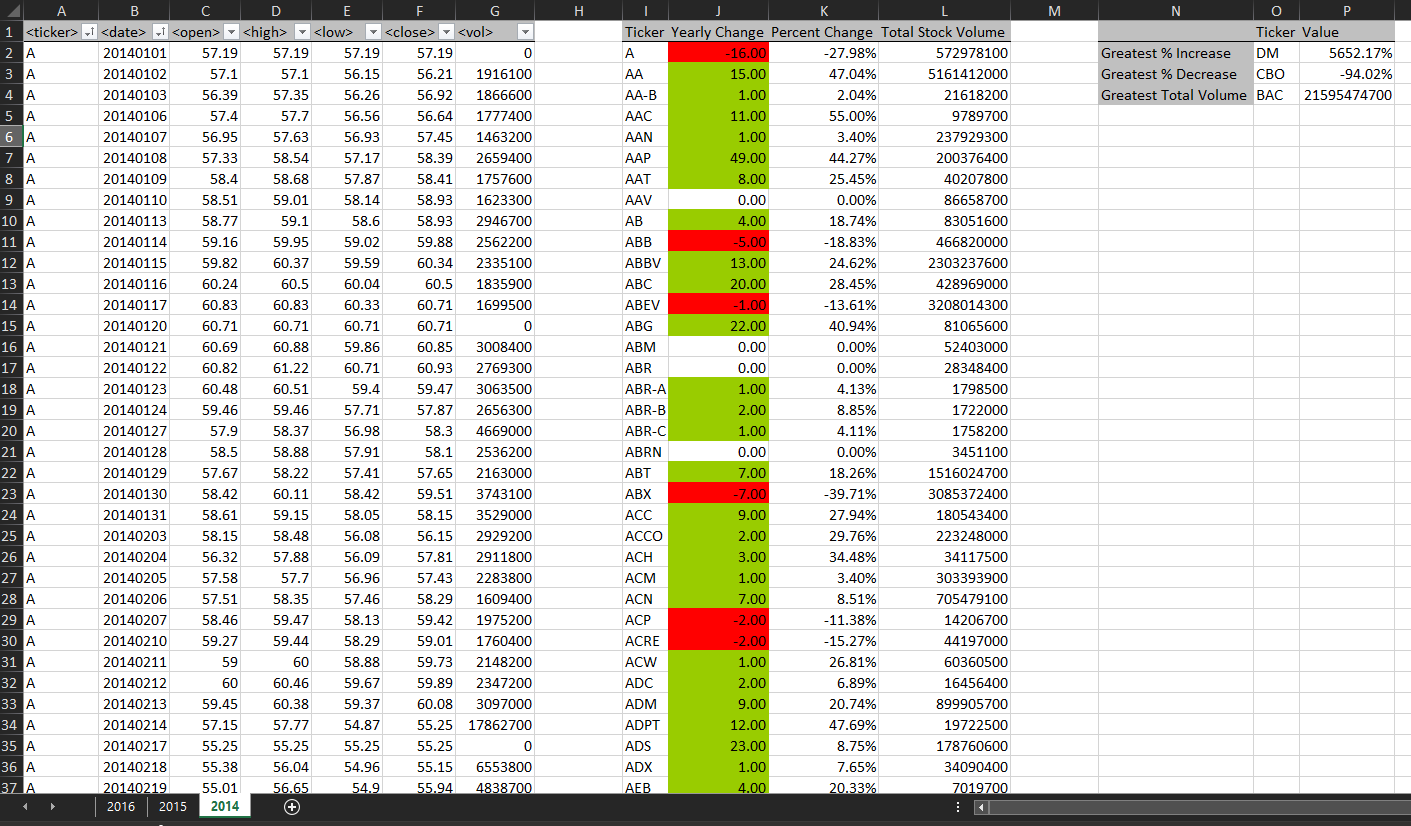 A B C D E F G H I J K L M N O P
1 <ticker> <date> <open> <high> <low> <close> <vol> Ticker Yearly Change Percent Change Total Stock Volume Ticker Value
2 A 20140101 57.19 57.19 57.19 57.19 0 A -16.00 -27.98% 572978100 Greatest % Increase DM 5652.17%
3 A 20140102 57.1 57.1 56.15 56.21 1916100 AA 15.00 47.04% 5161412000 Greatest % Decrease CBO -94.02%
4 A 20140103 56.39 57.35 56.26 56.92 1866600 AA-B 1.00 2.04% 21618200 Greatest Total Volume BAC 21595474700
5 A 20140106 57.4 57.7 56.56 56.64 1777400 AAC 11.00 55.00% 9789700
6 A 20140107 56.95 57.63 56.93 57.45 1463200 AAN 1.00 3.40% 237929300
7 A 20140108 57.33 58.54 57.17 58.39 2659400 AAP 49.00 44.27% 200376400
8 A 20140109 58.4 58.68 57.87 58.41 1757600 AAT 8.00 25.45% 40207800
9 A 20140110 58.51 59.01 58.14 58.93 1623300 AAV 0.00 0.00% 86658700
10 A 20140113 58.77 59.1 58.6 58.93 2946700 AB 4.00 18.74% 83051600
11 A 20140114 59.16 59.95 59.02 59.88 2562200 ABB -5.00 -18.83% 466820000
12 A 20140115 59.82 60.37 59.59 60.34 2335100 ABBV 13.00 24.62% 2303237600
13 A 20140116 60.24 60.5 60.04 60.5 1835900 ABC 20.00 28.45% 428969000
14 A 20140117 60.83 60.83 60.33 60.71 1699500 ABEV -1.00 -13.61% 3208014300
15 A 20140120 60.71 60.71 60.71 60.71 0 ABG 22.00 40.94% 81065600
16 A 20140121 60.69 60.88 59.86 60.85 3008400 ABM 0.00 0.00% 52403000
17 A 20140122 60.82 61.22 60.71 60.93 2769300 ABR 0.00 0.00% 28348400
18 A 20140123 60.48 60.51 59.4 59.47 3063500 ABR-A 1.00 4.13% 1798500
19 A 20140124 59.46 59.46 57.71 57.87 2656300 ABR-B 2.00 8.85% 1722000
20 A 20140127 57.9 58.37 56.98 58.3 4669000 ABR-C 1.00 4.11% 1758200
21 A 20140128 58.5 58.88 57.91 58.1 2536200 ABRN 0.00 0.00% 3451100
22 A 20140129 57.67 58.22 57.41 57.65 2163000 ABT 7.00 18.26% 1516024700
23 A 20140130 58.42 60.11 58.42 59.51 3743100 ABX -7.00 -39.71% 3085372400
24 A 20140131 58.61 59.15 58.05 58.15 3529000 ACC 9.00 27.94% 180543400
25 A 20140203 58.15 58.48 56.08 56.15 2929200 ACCO 2.00 29.76% 223248000
26 A 20140204 56.32 57.88 56.09 57.81 2911800 ACH 3.00 34.48% 34117500
27 A 20140205 57.58 57.7 56.96 57.43 2283800 ACM 1.00 3.40% 303393900
28 A 20140206 57.51 58.35 57.46 58.29 1609400 ACN 7.00 8.51% 705479100
29 A 20140207 58.46 59.47 58.13 59.42 1975200 ACP -2.00 -11.38% 14206700
30 A 20140210 59.27 59.44 58.29 59.01 1760400 ACRE -2.00 -15.27% 44197000
31 A 20140211 59 60 58.88 59.73 2148200 ACW 1.00 26.81% 60360500
32 A 20140212 60 60.46 59.67 59.89 2347200 ADC 2.00 6.89% 16456400
33 A 20140213 59.45 60.38 59.37 60.08 3097000 ADM 9.00 20.74% 899905700
34 A 20140214 57.15 57.77 54.87 55.25 17862700 ADPT 12.00 47.69% 19722500
35 A 20140217 55.25 55.25 55.25 55.25 0 ADS 23.00 8.75% 178760600
36 A 20140218 55.38 56.04 54.96 55.15 6553800 ADX 1.00 7.65% 34090400
37 A 20140219 55.01 56.65 54.9 55.94 4838700 AEB 4.00 20.33% 7019700
2016 2015 2014